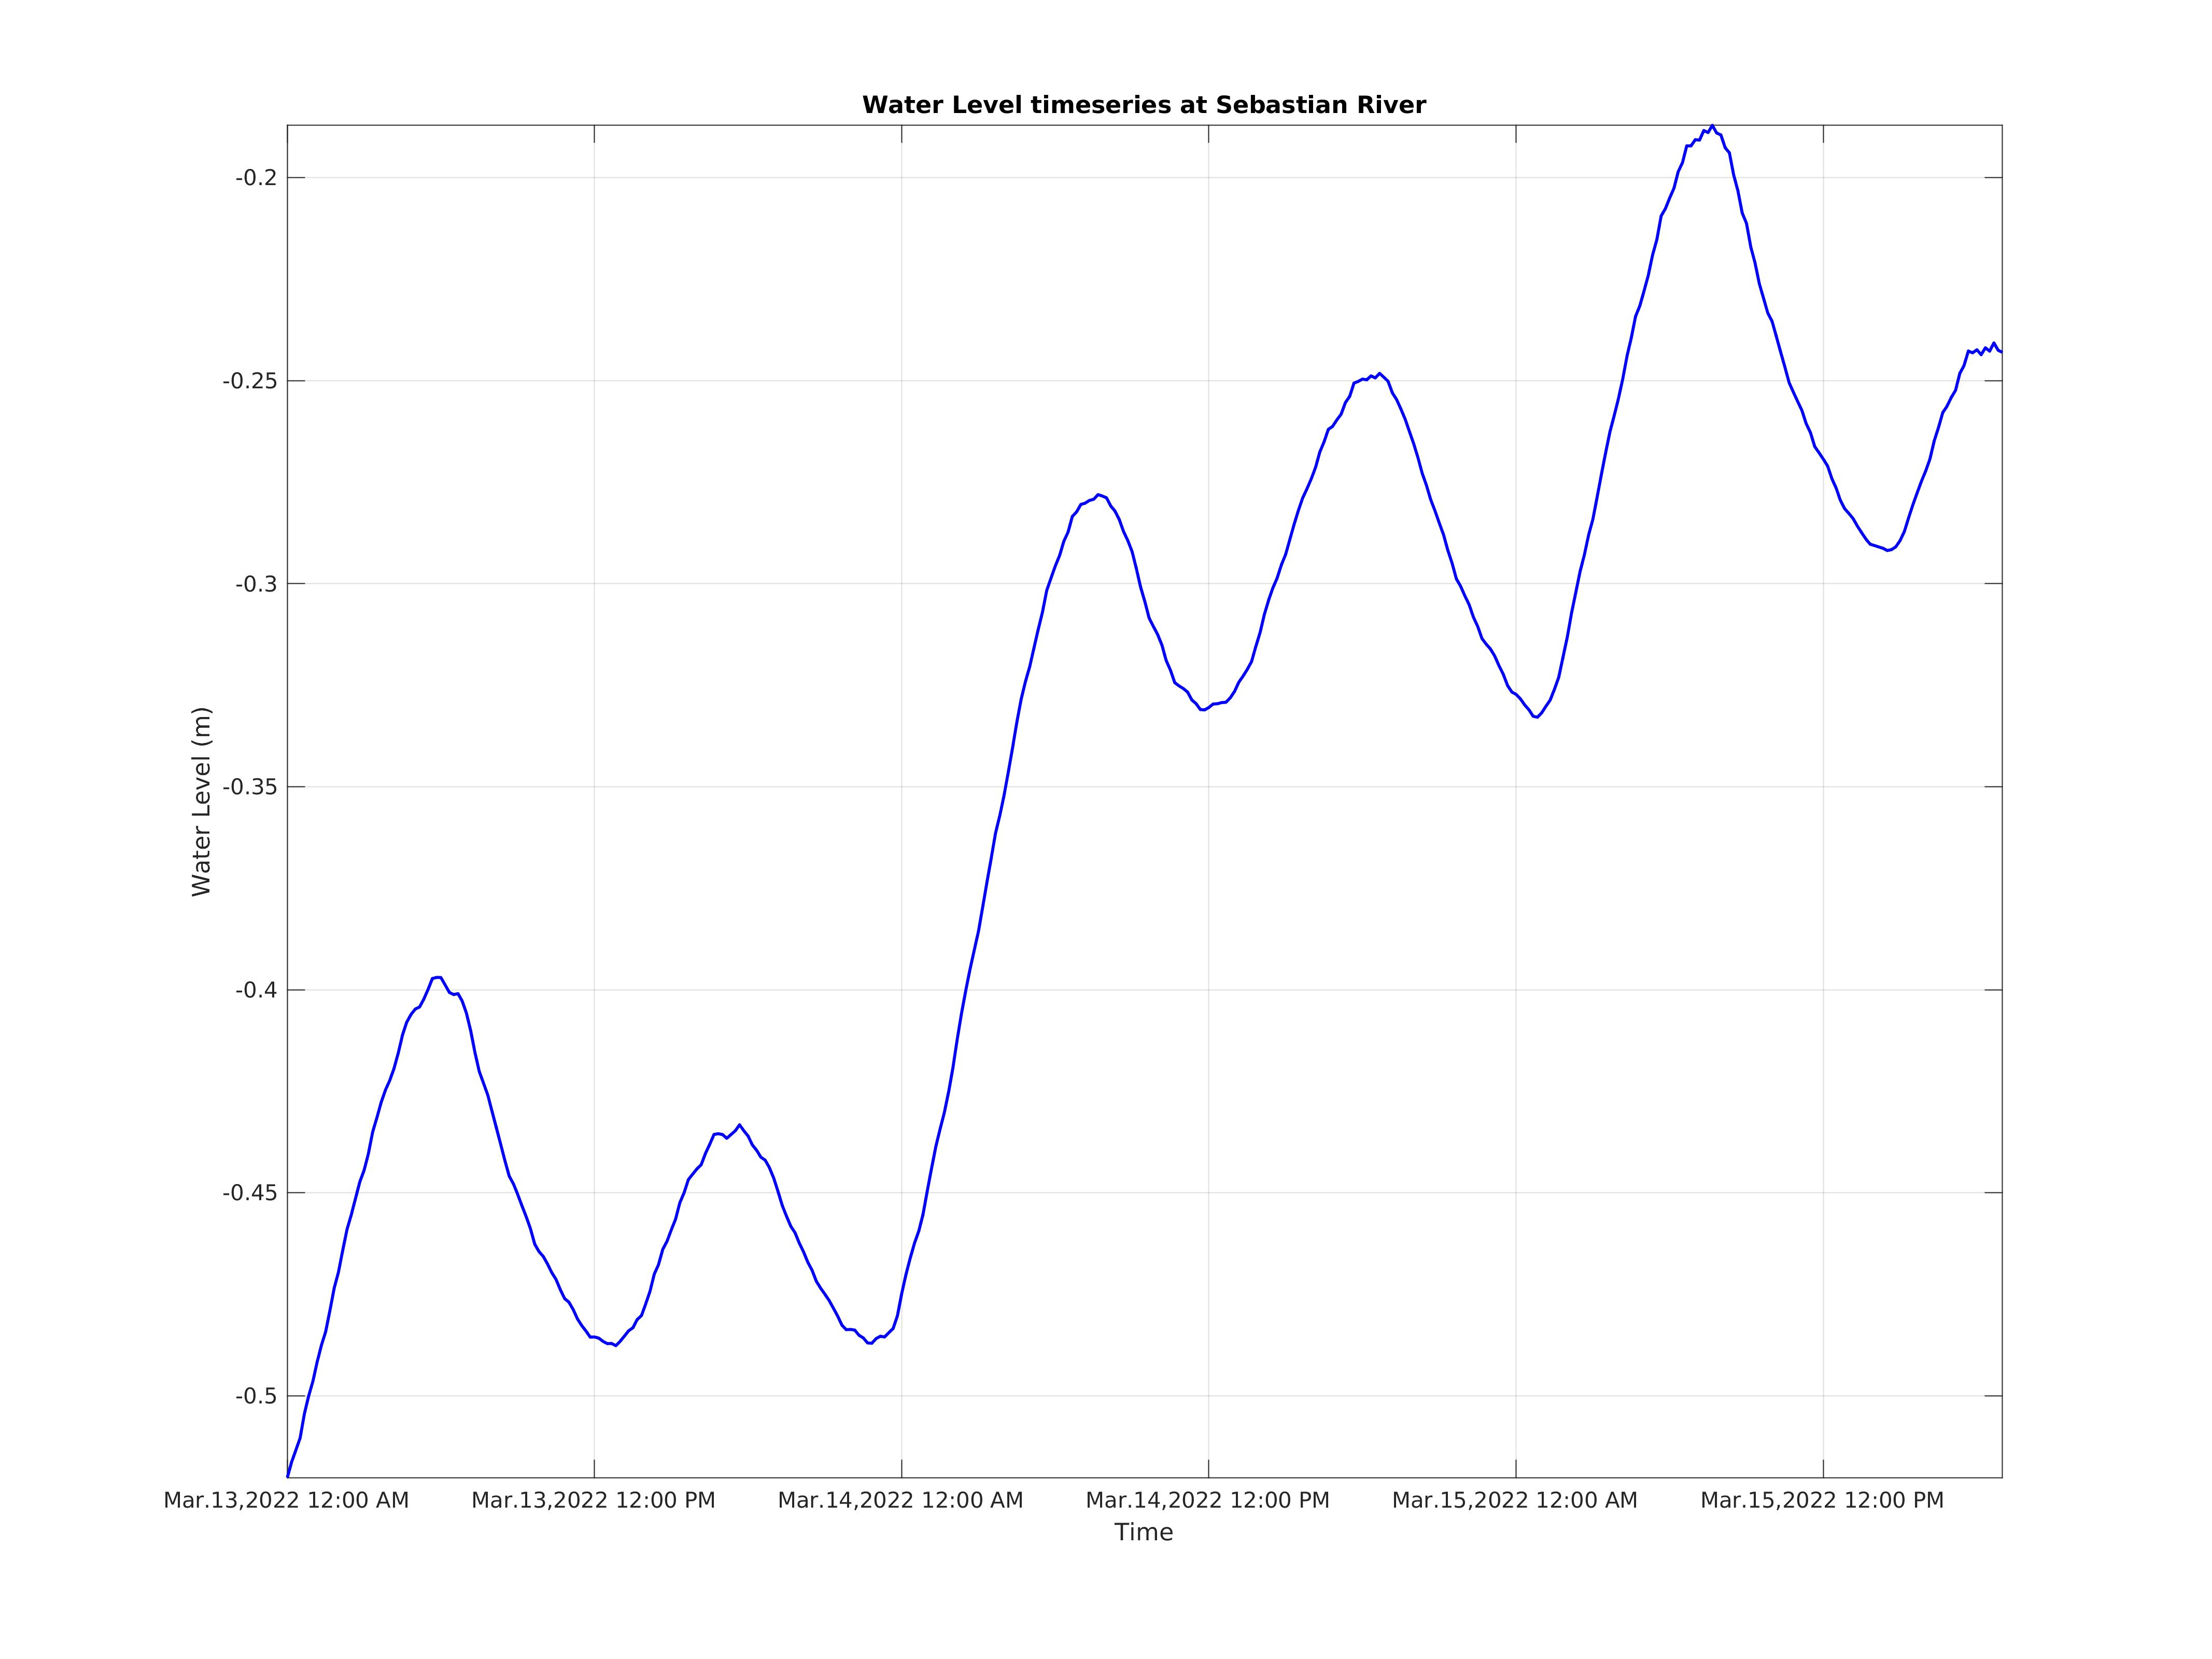 Water Level timeseries at Sebastian River
-0.2
-0.25
-0.3
-0.35
-0.4
-0.45
-0.5
Water Level (m)
Mar.13,2022 12:00 AM
Mar.13,2022 12:00 PM
Mar.14,2022 12:00 AM
Mar.14,2022 12:00 PM
Mar.15,2022 12:00 AM
Mar.15,2022 12:00 PM
Time